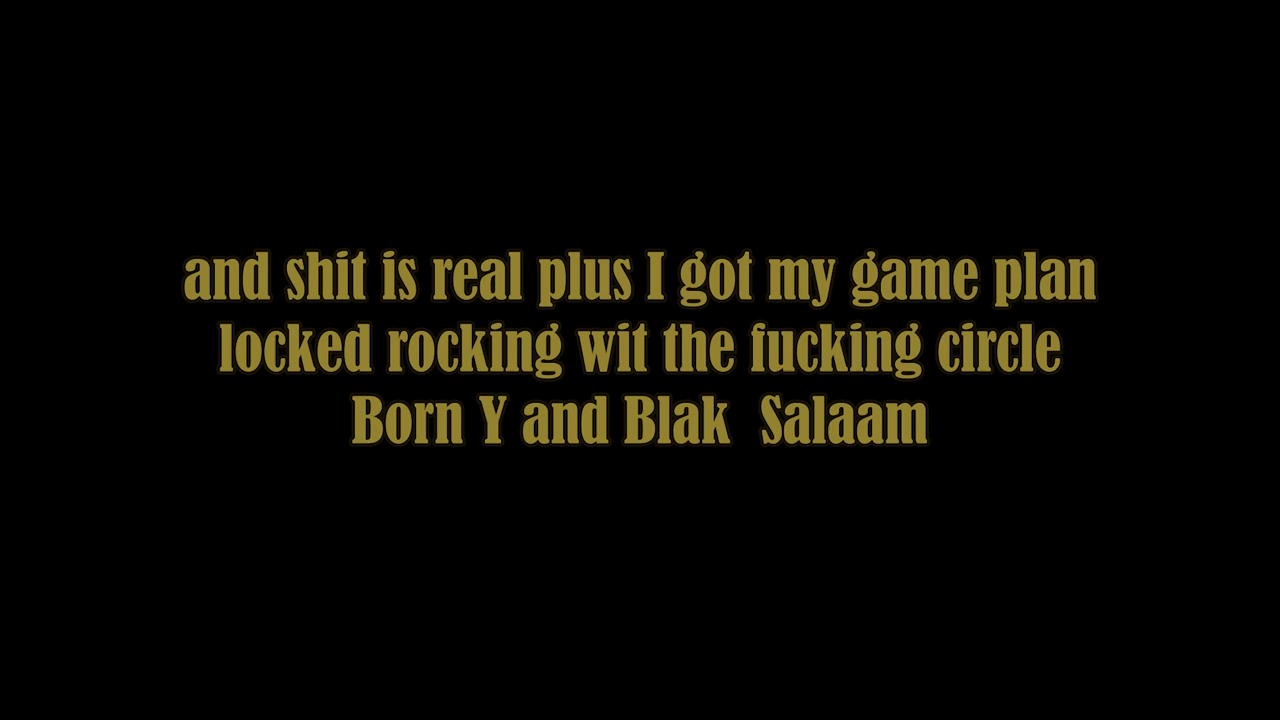 and shit is real plus I got my game plan
locked rocking wit the fucking circle
Born Y and Blak  Salaam